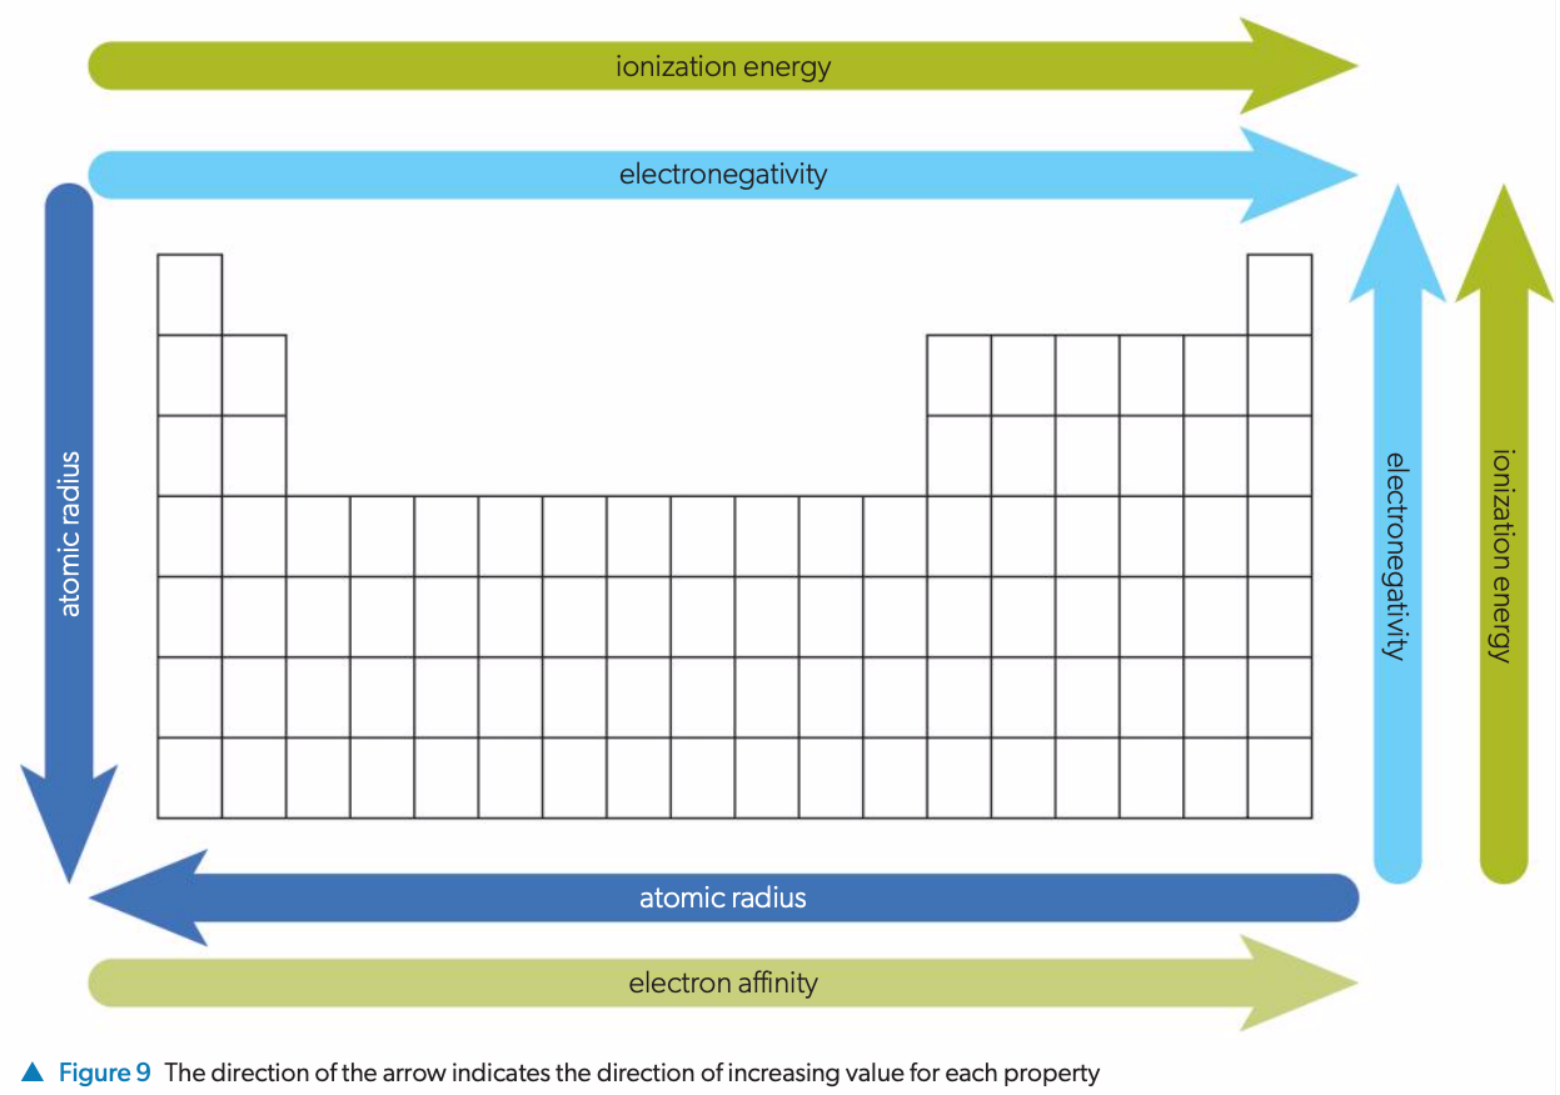 ionization energy
electronegativity
atomic radius
electronegativity
ionization energy
atomic radius
electron affinity
▲ Figure 9 The direction of the arrow indicates the direction of increasing value for each property